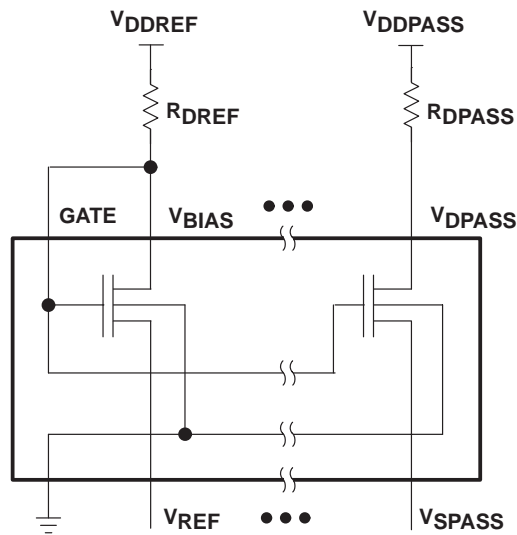 VDDREF
VDDPASS
RDREF
RDPASS
GATE
VBIAS
VDPASS
VREF
VSPASS